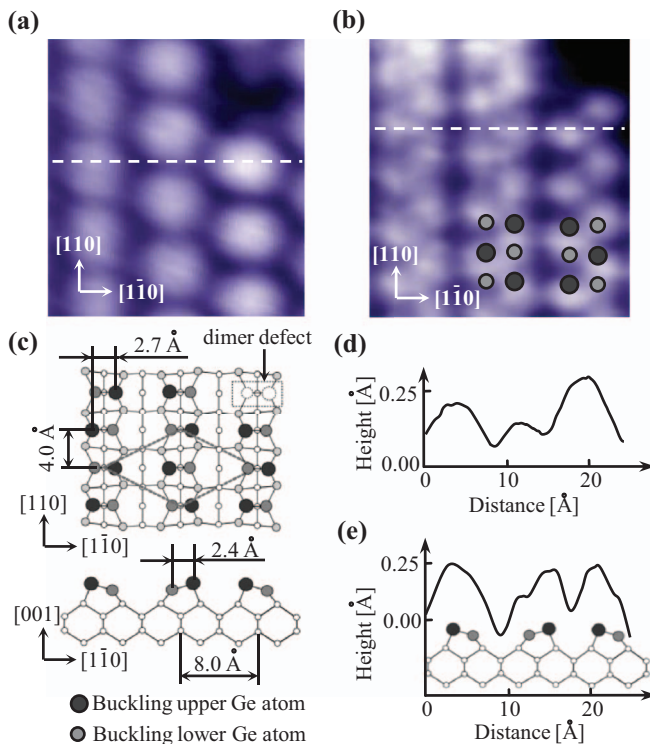 (a)
(b)
[110]
[11̄0]
[110]
[11̄0]
(c)
dimer defect
2.7 Å
4.0 Å
[110]
[11̄0]
2.4 Å
[001]
[11̄0]
8.0 Å
Buckling upper Ge atom
Buckling lower Ge atom
(d)
Height [Å]
0.25
0.00
0
10
20
Distance [Å]
(e)
Height [Å]
0.25
0.00
0
10
20
Distance [Å]